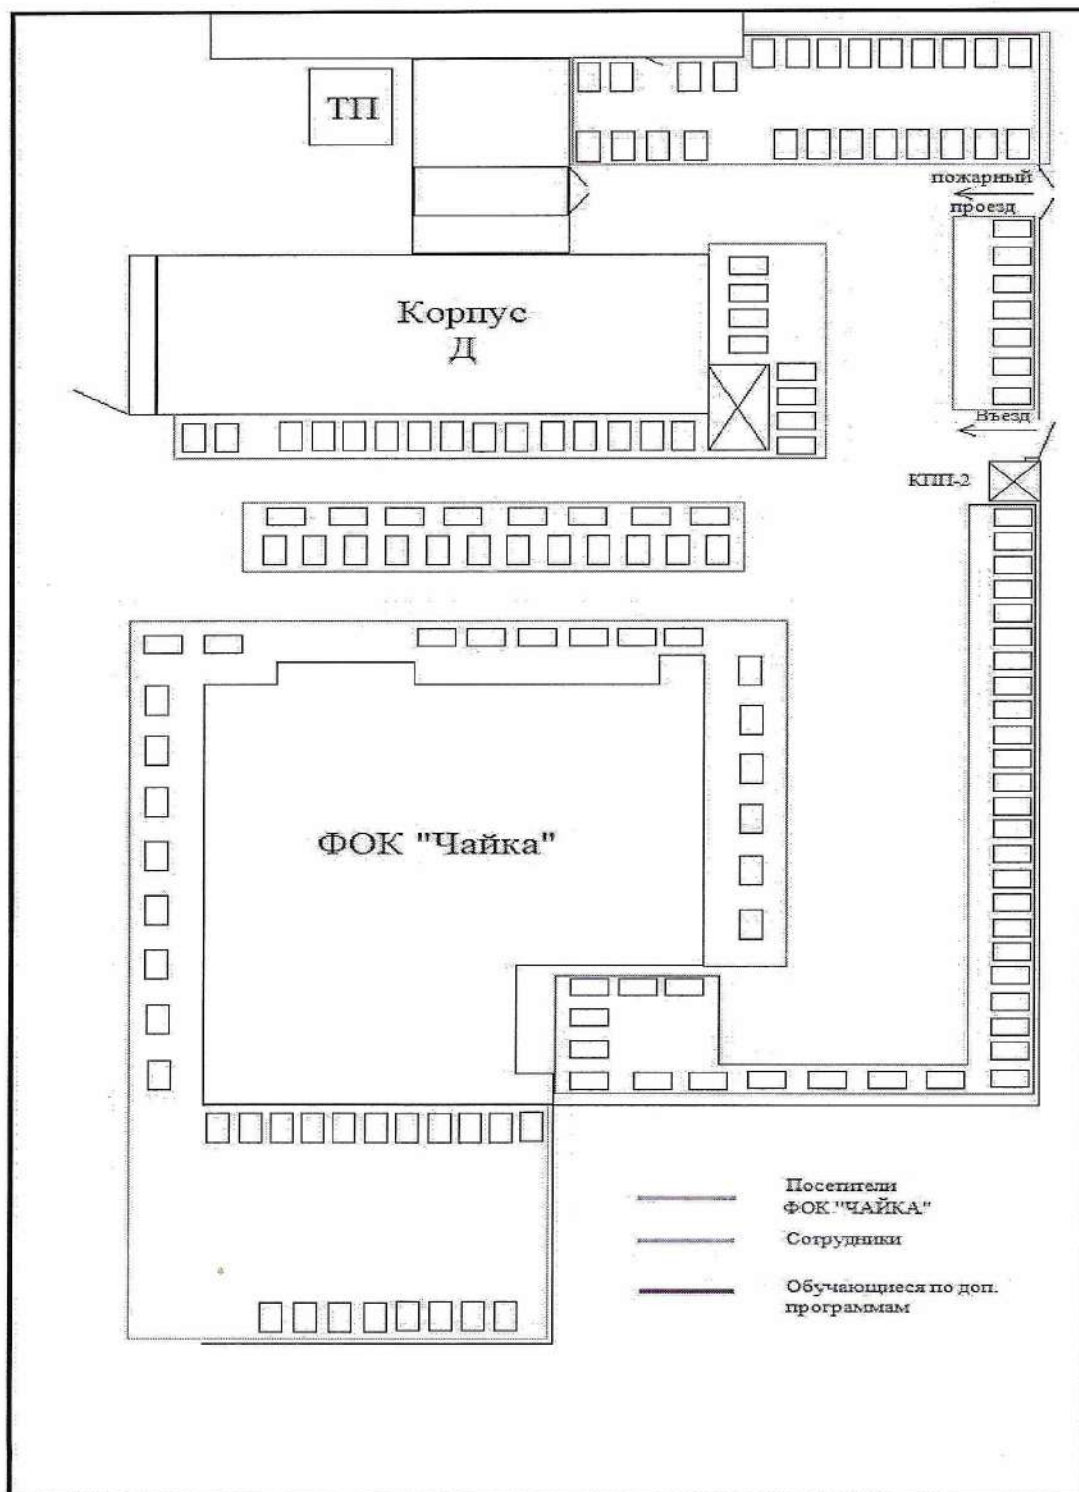 ТП
пожарный
проезд
Корпус
Д
Въезд
КПП-2
ФОК "Чайка"
Посетители
ФОК "ЧАЙКА"
Сотрудники
Обучающиеся по доп.
программам